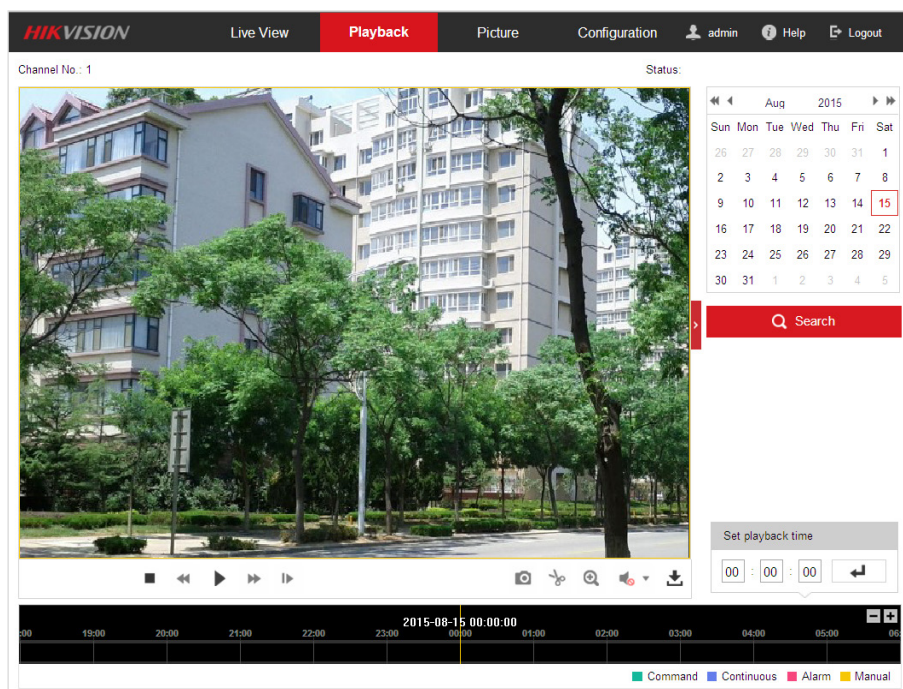 HIKVISION Live View Playback Picture Configuration admin Help Logout
Channel No.: 1 Status:
Aug 2015
Sun Mon Tue Wed Thu Fri Sat
26 27 28 29 30 31 1
2 3 4 5 6 7 8
9 10 11 12 13 14 15
16 17 18 19 20 21 22
23 24 25 26 27 28 29
30 31 1 2 3 4 5
Search
Set playback time
00 : 00 : 00
2015-08-15 00:00:00
:00 19:00 20:00 21:00 22:00 23:00 00:00 01:00 02:00 03:00 04:00 05:00 06:
Command Continuous Alarm Manual